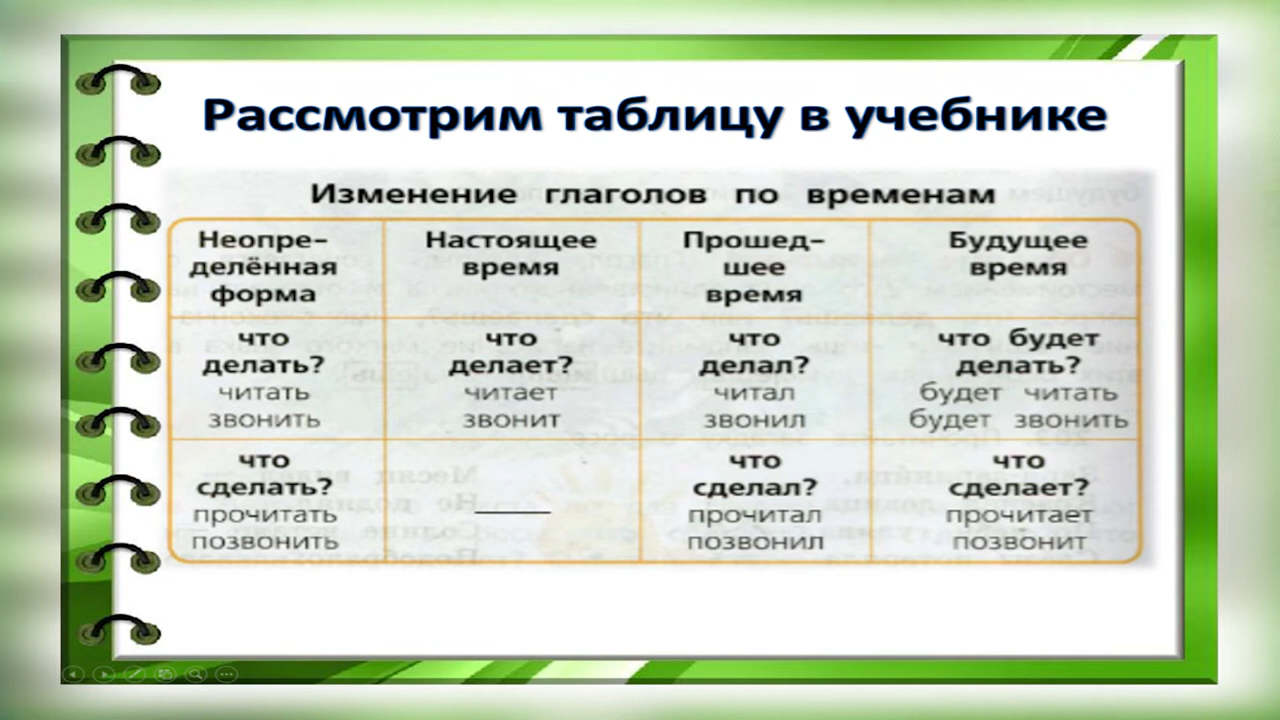 Рассмотрим таблицу в учебнике
Изменение глаголов по временам
Неопре-
делённая
форма
Настоящее
время
Прошед-
шее
время
Будущее
время
что
делать?
читать
звонить
что
делает?
читает
звонит
что
делал?
читал
звонил
что будет
делать?
будет читать
будет звонить
что
сделать?
прочитать
позвонить
—
что
сделал?
прочитал
позвонил
что
сделает?
прочитает
позвонит